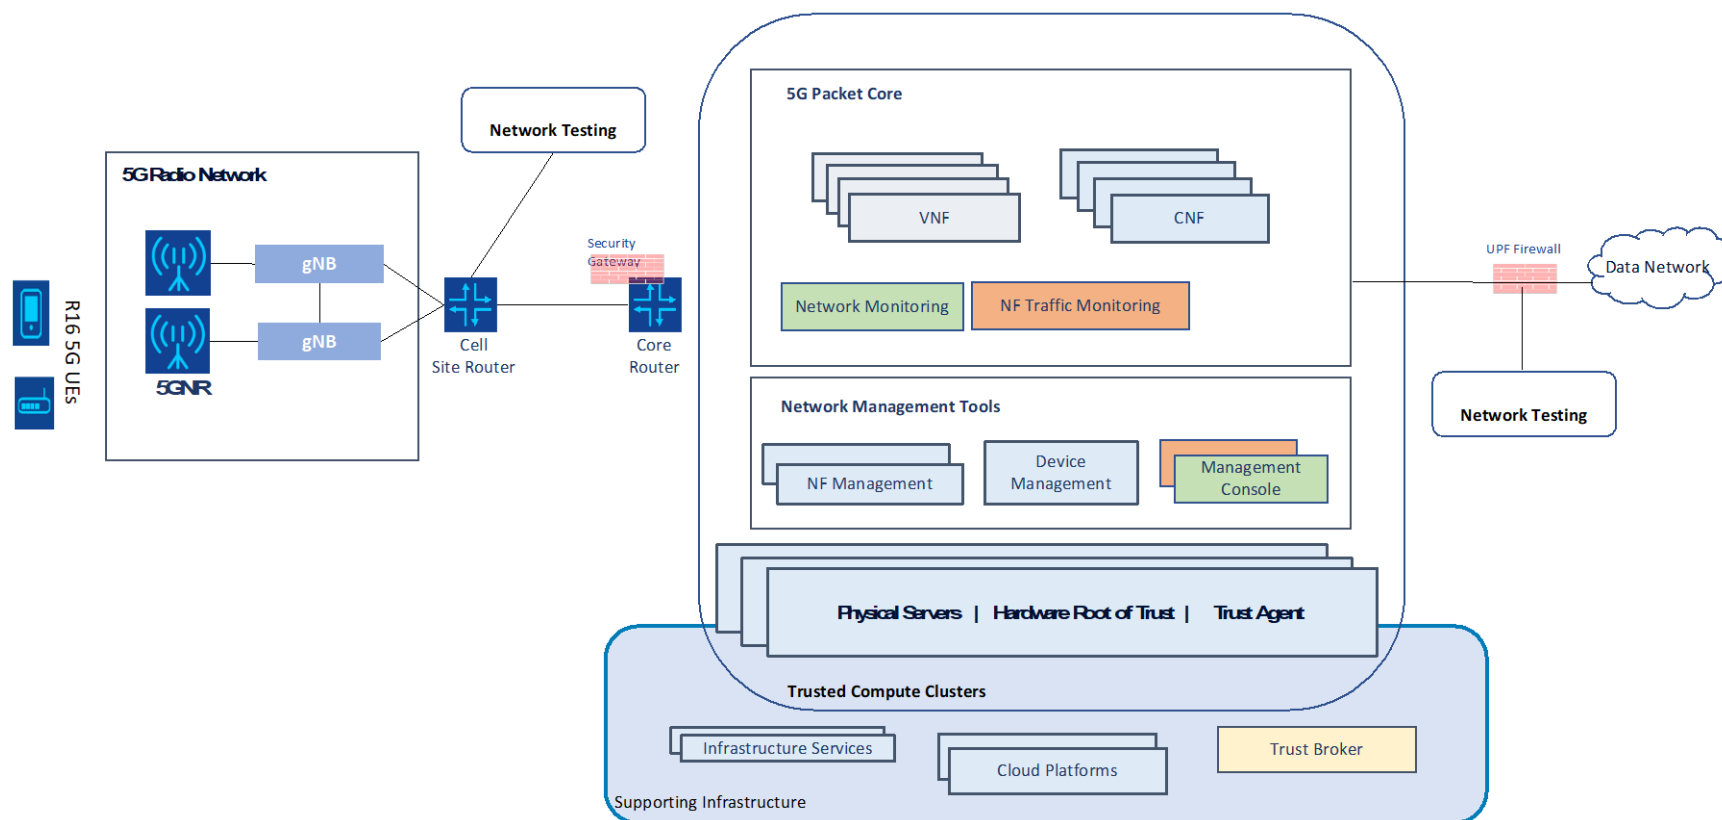 5G Packet Core
Network Testing
5G Radio Network
VNF
CNF
Security
Gateway
UPF Firewall
gNB
Data Network
R16 5G UEs
Network Monitoring
NF Traffic Monitoring
gNB
Cell
Site Router
Core
Router
5G NR
Network Management Tools
Network Testing
Device
Management
NF Management
Management
Console
Physical Servers | Hardware Root of Trust | Trust Agent
Trusted Compute Clusters
Infrastructure Services
Cloud Platforms
Trust Broker
Supporting Infrastructure